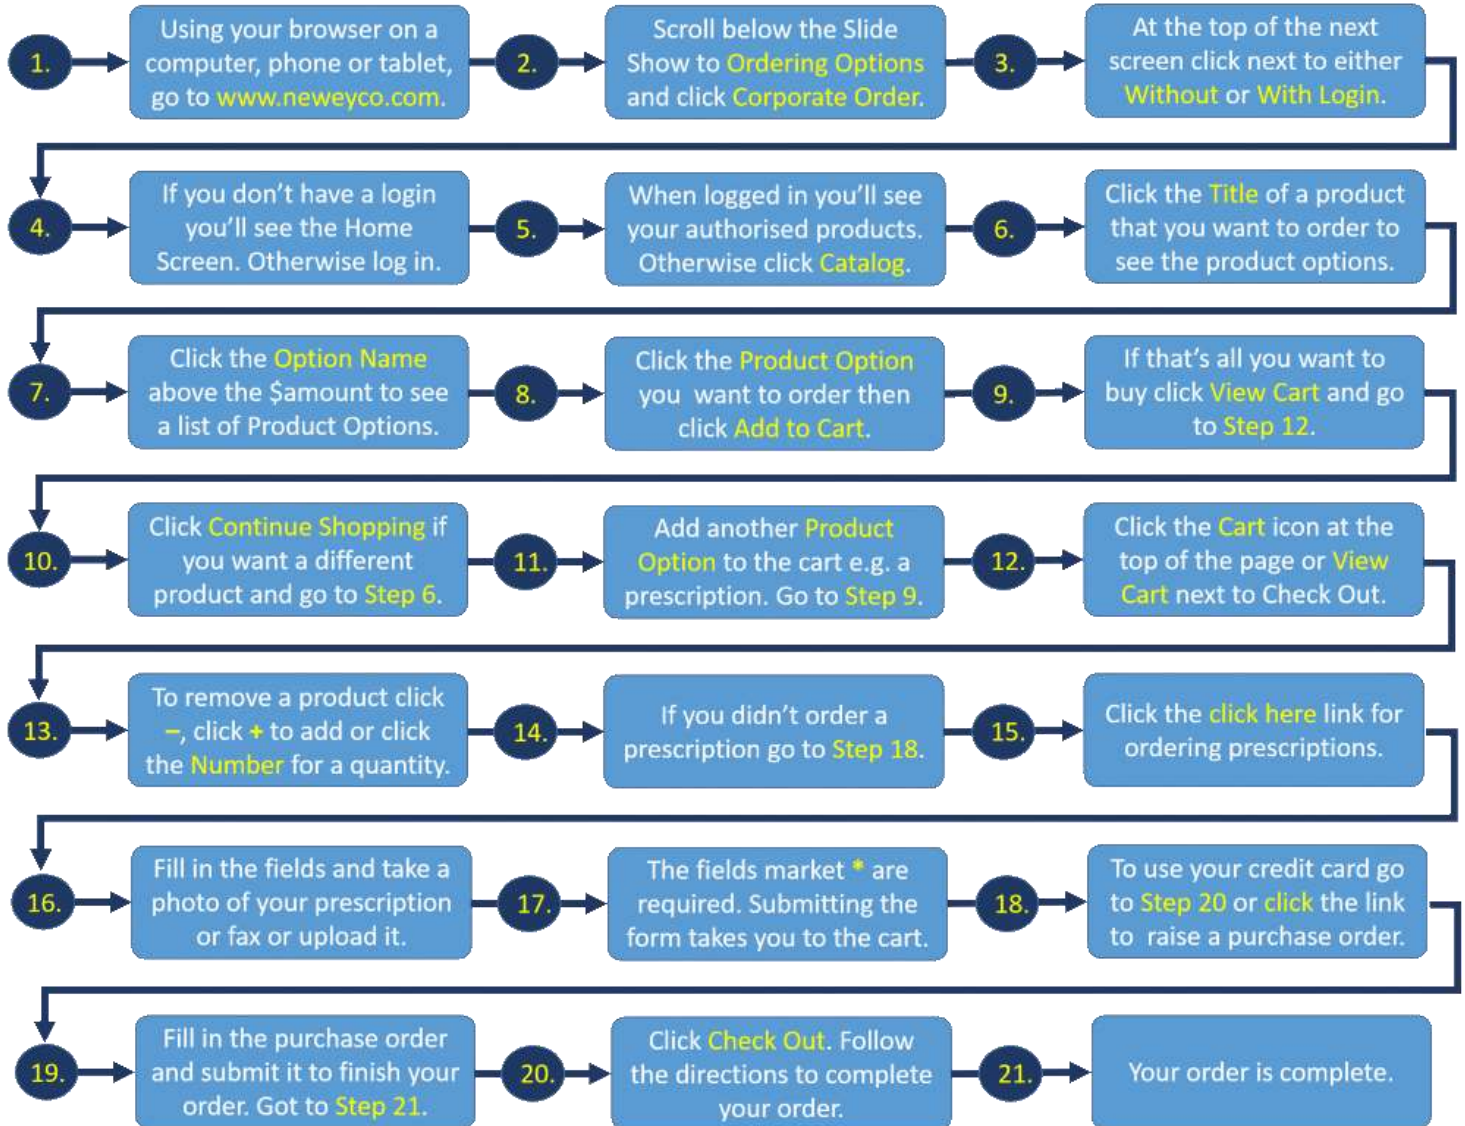 1.
Using your browser on a
computer, phone or tablet,
go to www.neweyco.com.
2.
Scroll below the Slide
Show to Ordering Options
and click Corporate Order.
3.
At the top of the next
screen click next to either
Without or With Login.
4.
If you don't have a login
you'll see the Home
Screen. Otherwise log in.
5.
When logged in you'll see
your authorised products.
Otherwise click Catalog.
6.
Click the Title of a product
that you want to order to
see the product options.
7.
Click the Option Name
above the $amount to see
a list of Product Options.
8.
Click the Product Option
you want to order then
click Add to Cart.
9.
If that's all you want to
buy click View Cart and go
to Step 12.
10.
Click Continue Shopping if
you want a different
product and go to Step 6.
11.
Add another Product
Option to the cart e.g. a
prescription. Go to Step 9.
12.
Click the Cart icon at the
top of the page or View
Cart next to Check Out.
13.
To remove a product click
–, click + to add or click
the Number for a quantity.
14.
If you didn't order a
prescription go to Step 18.
15.
Click the click here link for
ordering prescriptions.
16.
Fill in the fields and take a
photo of your prescription
or fax or upload it.
17.
The fields market * are
required. Submitting the
form takes you to the cart.
18.
To use your credit card go
to Step 20 or click the link
to raise a purchase order.
19.
Fill in the purchase order
and submit it to finish your
order. Got to Step 21.
20.
Click Check Out. Follow
the directions to complete
your order.
21.
Your order is complete.